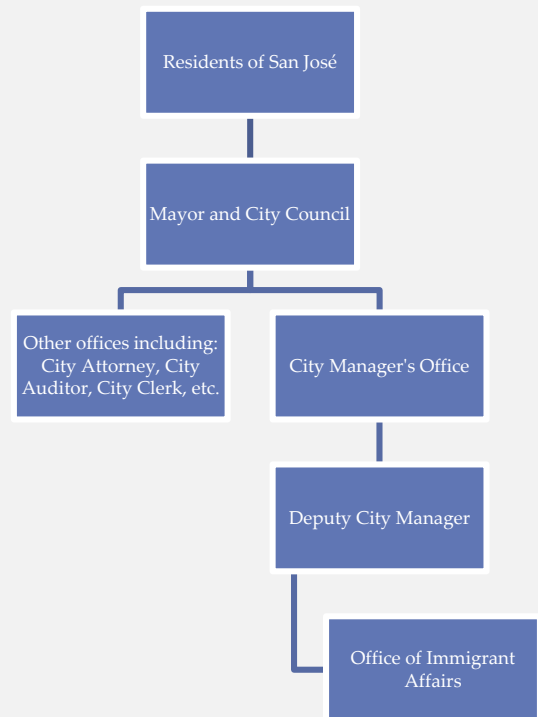 Residents of San José
Mayor and City Council
Other offices including:
City Attorney, City
Auditor, City Clerk, etc.
City Manager's Office
Deputy City Manager
Office of Immigrant
Affairs